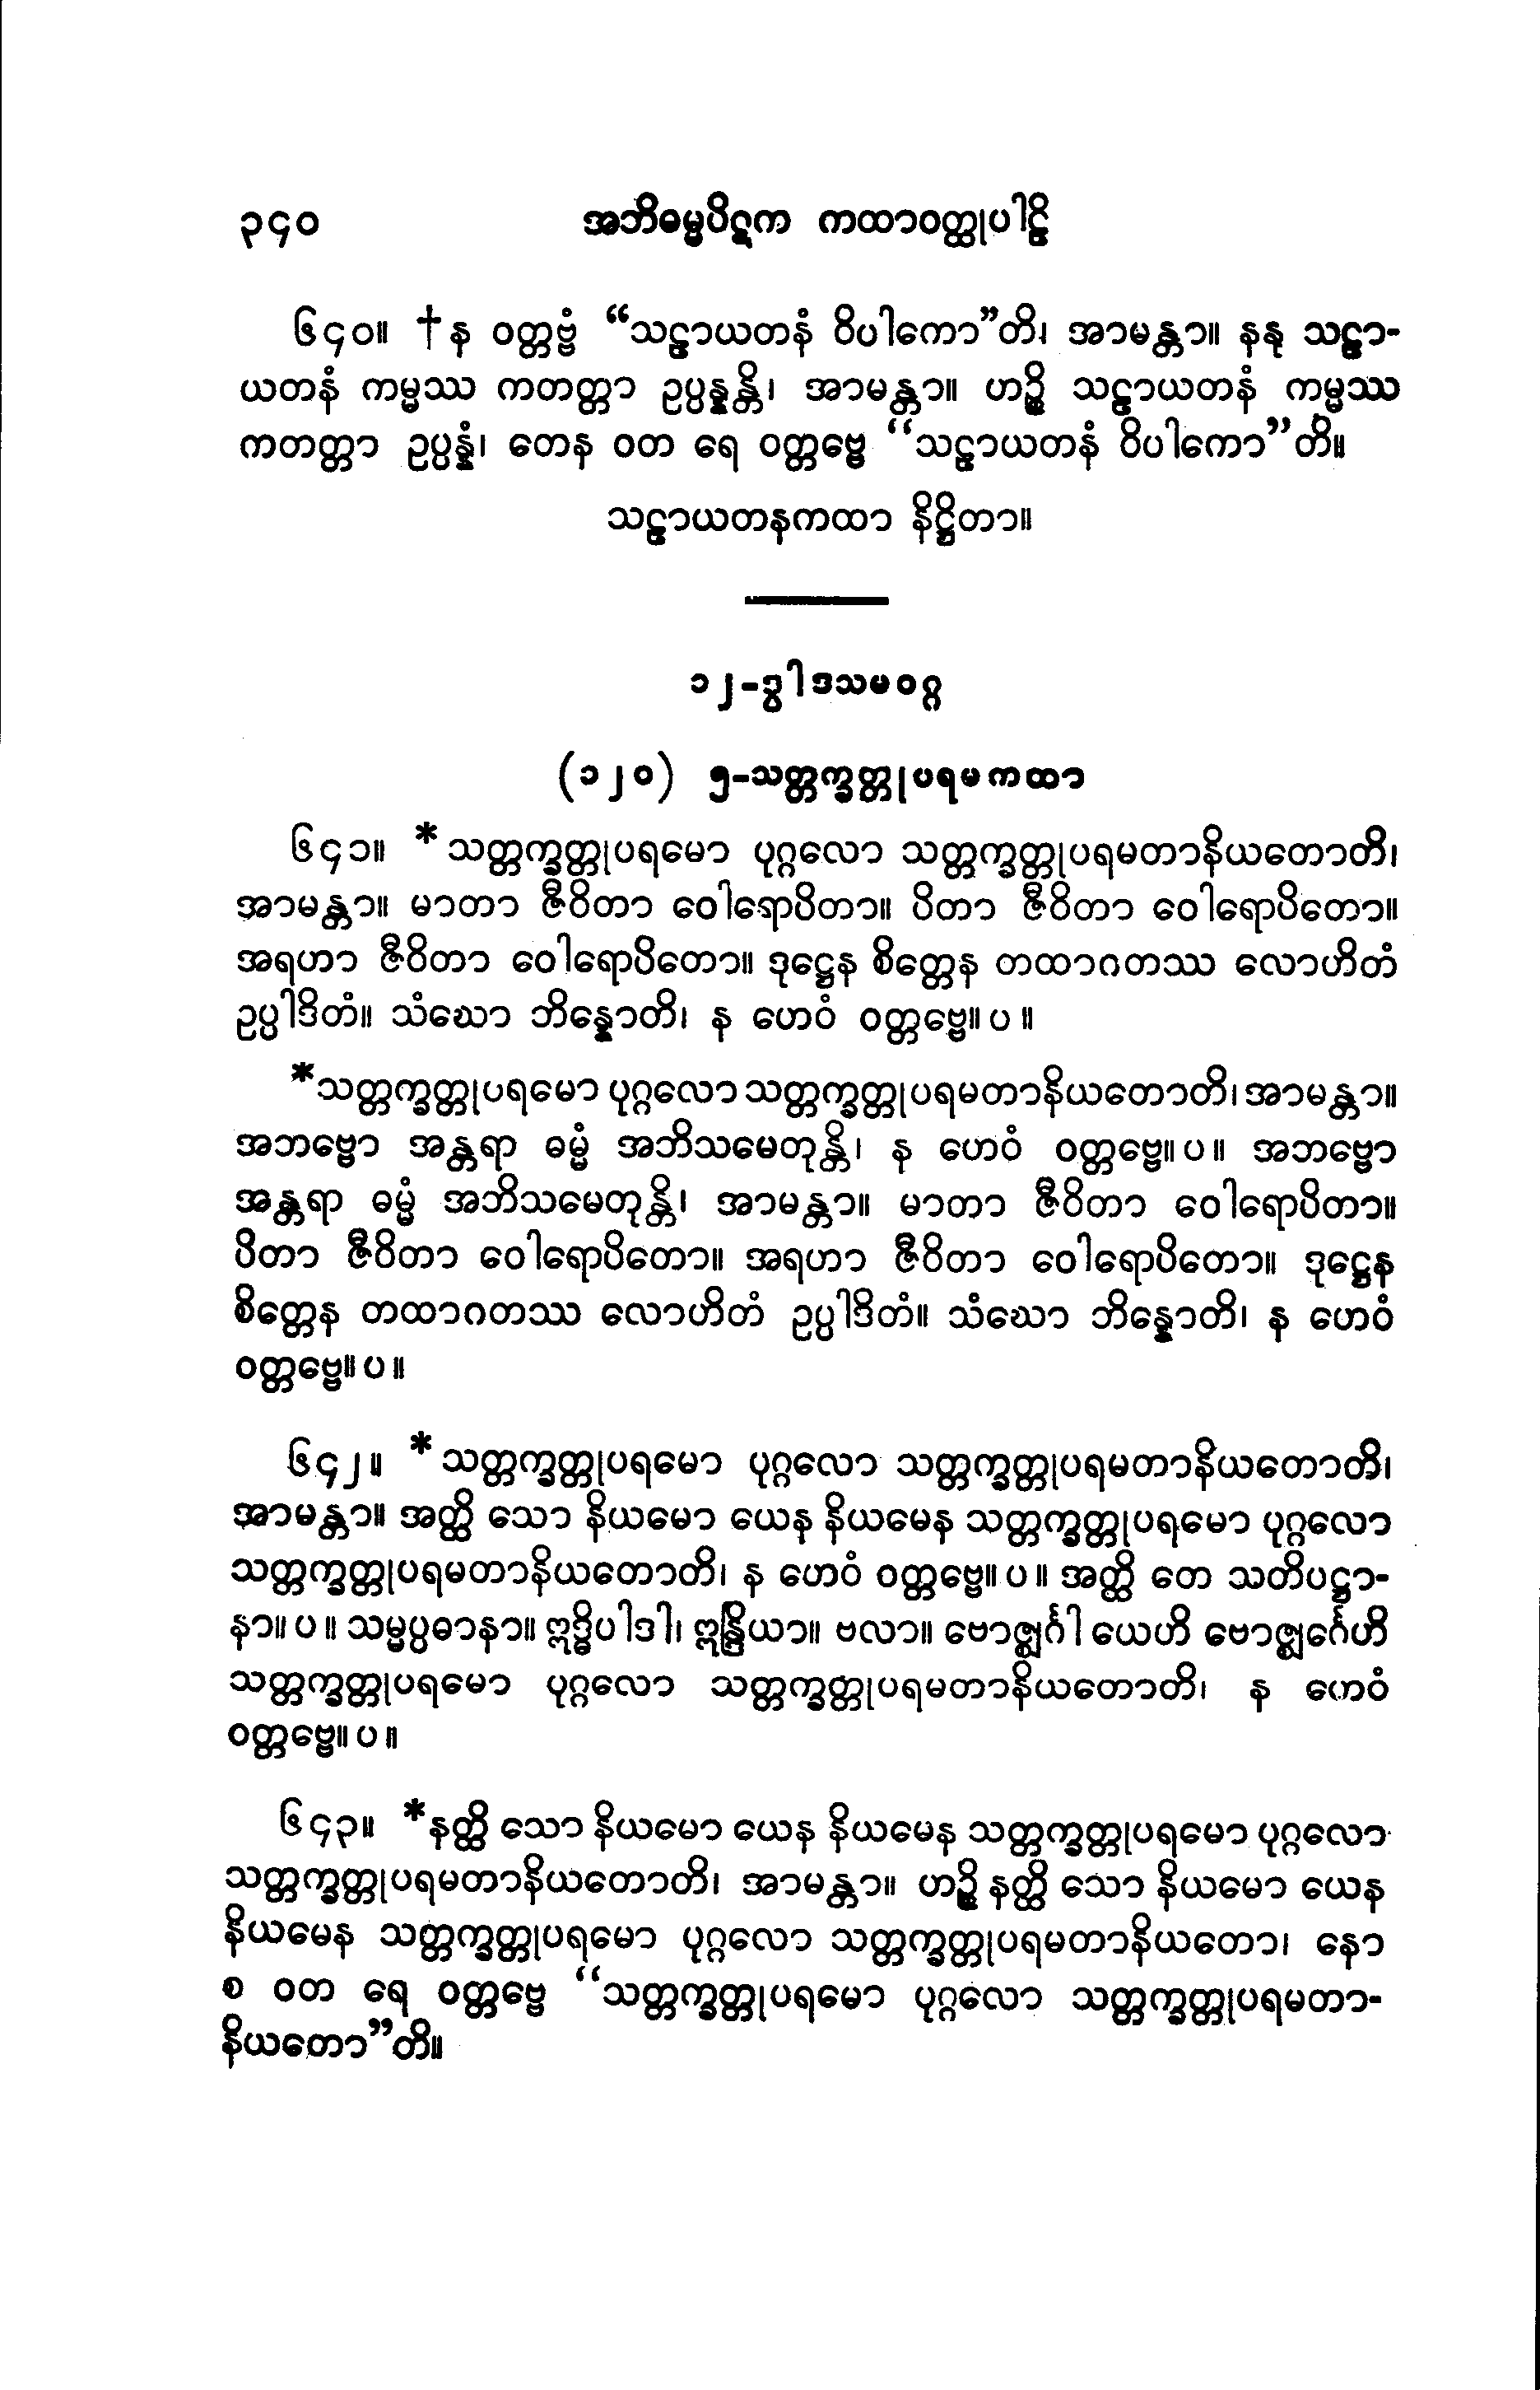 ၃၄၀ အဘိဓမ္မပိဋက ကထာဝတ္ထုပါဠိ
၆၄၀။ †န ဝတ္တဗ္ဗံ “သဠာယတနံ ဝိပါကော”တိ၊ အာမန္တာ။ နနု သဠာ-
ယတနံ ကမ္မဿ ကတတ္တာ ဥပ္ပန္နန္တိ၊ အာမန္တာ။ ဟဉ္စိ သဠာယတနံ ကမ္မဿ
ကတတ္တာ ဥပ္ပန္နံ၊ တေန ဝတ ရေ ဝတ္တဗ္ဗေ “သဠာယတနံ ဝိပါကော”တိ။
သဠာယတနကထာ နိဋ္ဌိတာ။
၁၂-ဒွါဒသမဝဂ္ဂ
(၁၂၀) ၅-သတ္တက္ခတ္တုပရမကထာ
၆၄၁။ *သတ္တက္ခတ္တုပရမော ပုဂ္ဂလော သတ္တက္ခတ္တုပရမတာနိယတောတိ၊
အာမန္တာ။ မာတာ ဇီဝိတာ ဝေါရောပိတာ။ ပိတာ ဇီဝိတာ ဝေါရောပိတော။
အရဟာ ဇီဝိတာ ဝေါရောပိတော။ ဒုဋ္ဌေန စိတ္တေန တထာဂတဿ လောဟိတံ
ဥပ္ပါဒိတံ။ သံဃော ဘိန္နောတိ၊ န ဟေဝံ ဝတ္တဗ္ဗေ။ ပ ။
*သတ္တက္ခတ္တုပရမော ပုဂ္ဂလော သတ္တက္ခတ္တုပရမတာနိယတောတိ၊ အာမန္တာ။
အဘဗ္ဗော အန္တရာ ဓမ္မံ အဘိသမေတုန္တိ၊ န ဟေဝံ ဝတ္တဗ္ဗေ။ ပ ။ အဘဗ္ဗော
အန္တရာ ဓမ္မံ အဘိသမေတုန္တိ၊ အာမန္တာ။ မာတာ ဇီဝိတာ ဝေါရောပိတာ။
ပိတာ ဇီဝိတာ ဝေါရောပိတော။ အရဟာ ဇီဝိတာ ဝေါရောပိတော။ ဒုဋ္ဌေန
စိတ္တေန တထာဂတဿ လောဟိတံ ဥပ္ပါဒိတံ။ သံဃော ဘိန္နောတိ၊ န ဟေဝံ
ဝတ္တဗ္ဗေ။ ပ ။
၆၄၂။ *သတ္တက္ခတ္တုပရမော ပုဂ္ဂလော သတ္တက္ခတ္တုပရမတာနိယတောတိ၊
အာမန္တာ။ အတ္ထိ သော နိယမော ယေန နိယမေန သတ္တက္ခတ္တုပရမော ပုဂ္ဂလော
သတ္တက္ခတ္တုပရမတာနိယတောတိ၊ န ဟေဝံ ဝတ္တဗ္ဗေ။ ပ ။ အတ္ထိ တေ သတိပဋ္ဌာ-
နာ။ ပ ။ သမ္မပ္ပဓာနာ။ ဣဒ္ဓိပါဒါ၊ ဣန္ဒြိယာ။ ဗလာ။ ဗောဇ္ဈင်္ဂါ ယေဟိ ဗောဇ္ဈင်္ဂေဟိ
သတ္တက္ခတ္တုပရမော ပုဂ္ဂလော သတ္တက္ခတ္တုပရမတာနိယတောတိ၊ န ဟေဝံ
ဝတ္တဗ္ဗေ။ ပ ။
၆၄၃။ *နတ္ထိ သော နိယမော ယေန နိယမေန သတ္တက္ခတ္တုပရမော ပုဂ္ဂလော
သတ္တက္ခတ္တုပရမတာနိယတောတိ၊ အာမန္တာ။ ဟဉ္စိ နတ္ထိ သော နိယမော ယေန
နိယမေန သတ္တက္ခတ္တုပရမော ပုဂ္ဂလော သတ္တက္ခတ္တုပရမတာနိယတော၊ နော
စ ဝတ ရေ ဝတ္တဗ္ဗေ “သတ္တက္ခတ္တုပရမော ပုဂ္ဂလော သတ္တက္ခတ္တုပရမတာ-
နိယတော”တိ။